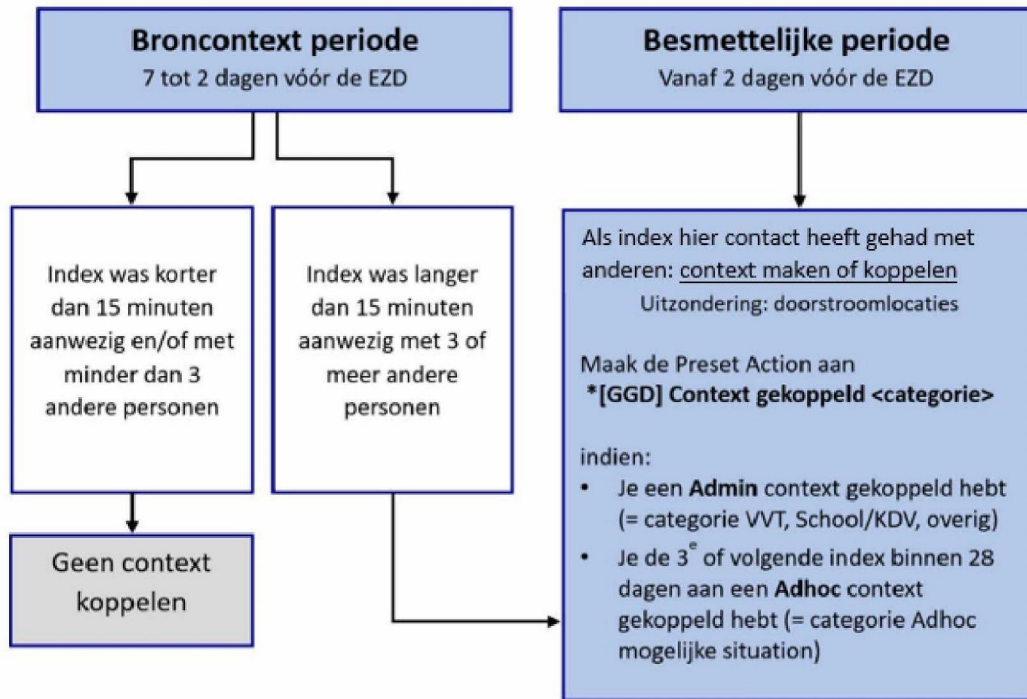 Broncontext periode
7 tot 2 dagen vóór de EZD
Besmettelijke periode
Vanaf 2 dagen vóór de EZD
Index was korter
dan 15 minuten
aanwezig en/of met
minder dan 3
andere personen
Index was langer
dan 15 minuten
aanwezig met 3 of
meer andere
personen
Geen context
koppelen
Als index hier contact heeft gehad met
anderen: context maken of koppelen
Uitzondering: doorstroomlocaties
Maak de Preset Action aan
*[GGD] Context gekoppeld <categorie>
indien:
• Je een Admin context gekoppeld hebt
(= categorie VVT, School/KDV, overig)
• Je de 3e of volgende index binnen 28
dagen aan een Adhoc context
gekoppeld hebt (= categorie Adhoc
mogelijke situation)